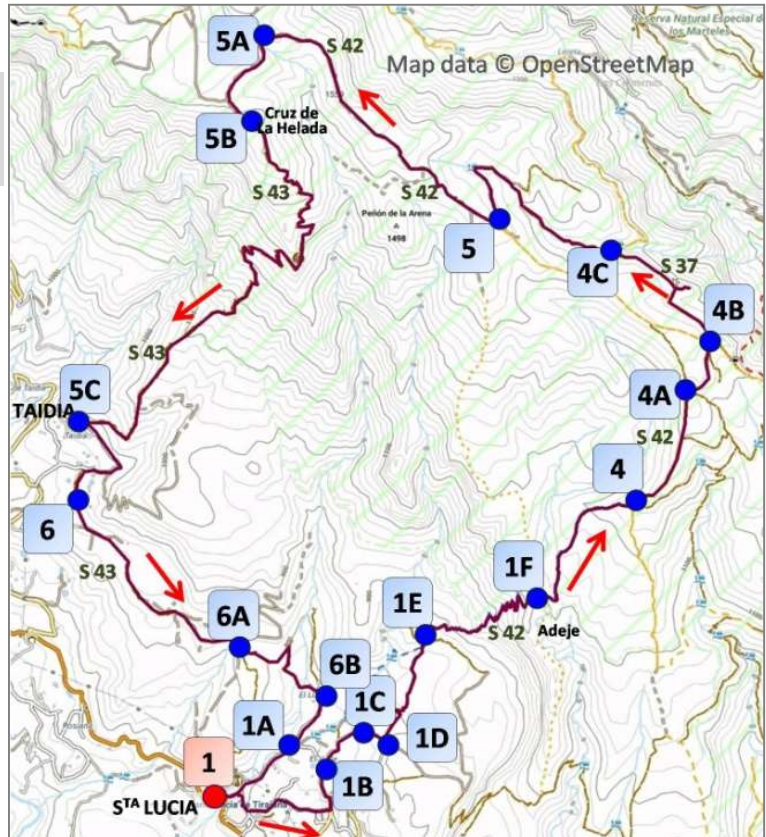 Reserva Natural Especial de
los Marteles
5A
S 42
Map data © OpenStreetMap
5B
Cruz de
La Helada
S 43
S 42
Peñón de la Arena
1498
5
4C
S 37
4B
S 43
5C
TAIDIA
4A
S 42
4
6
S 43
1F
1E
S 42
Adeje
6A
6B
1C
1A
1D
1
1B
STA LUCIA